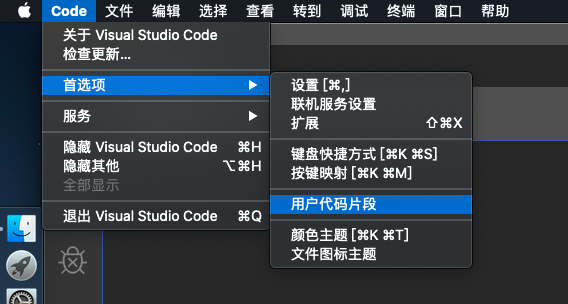 Code 文件 编辑 选择 查看 转到 调试 终端 窗口 帮助
关于 Visual Studio Code
检查更新...
首选项
服务
隐藏 Visual Studio Code ⌘H
隐藏其他 ⌥⌘H
全部显示
退出 Visual Studio Code ⌘Q
设置 [⌘,]
联机服务设置
扩展 ⇧⌘X
键盘快捷方式 [⌘K ⌘S]
按键映射 [⌘K ⌘M]
用户代码片段
颜色主题 [⌘K ⌘T]
文件图标主题